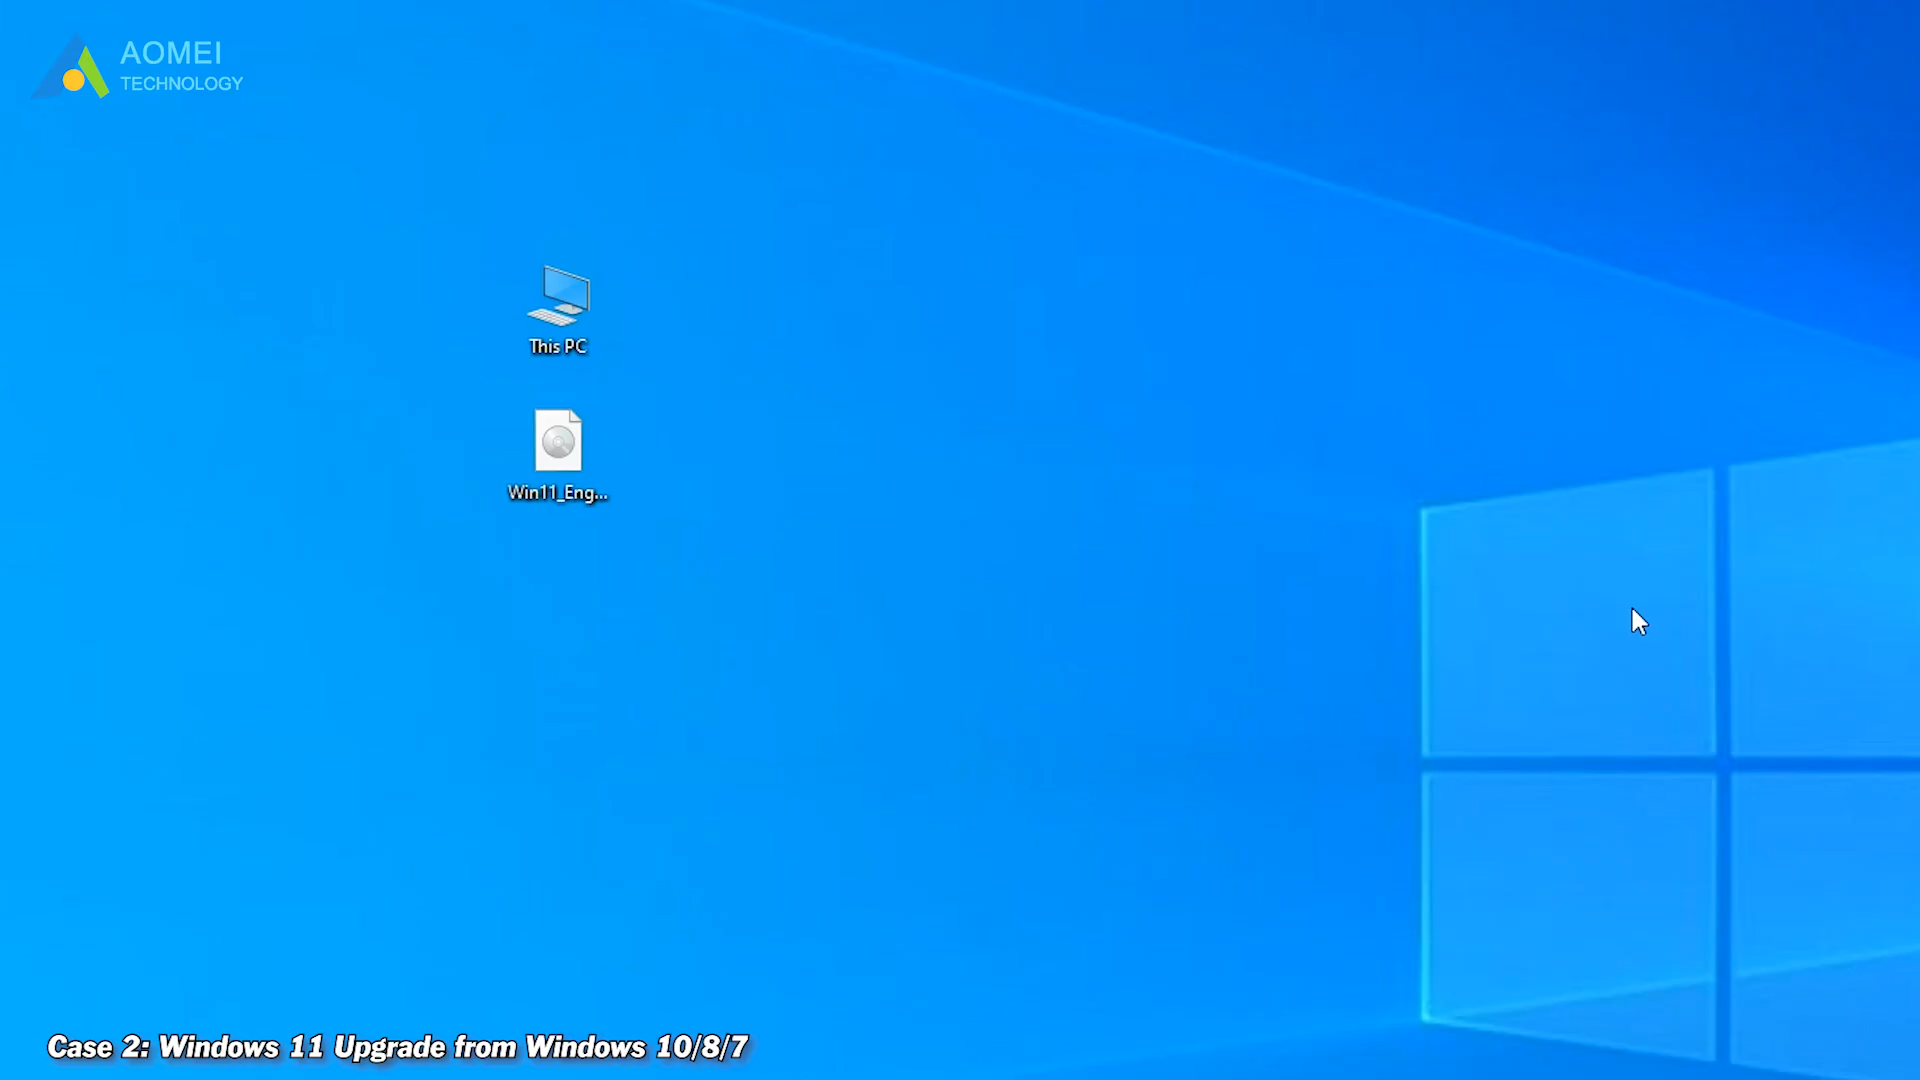 AOMEI
TECHNOLOGY
This PC
Win11_Eng...
Case 2: Windows 11 Upgrade from Windows 10/8/7